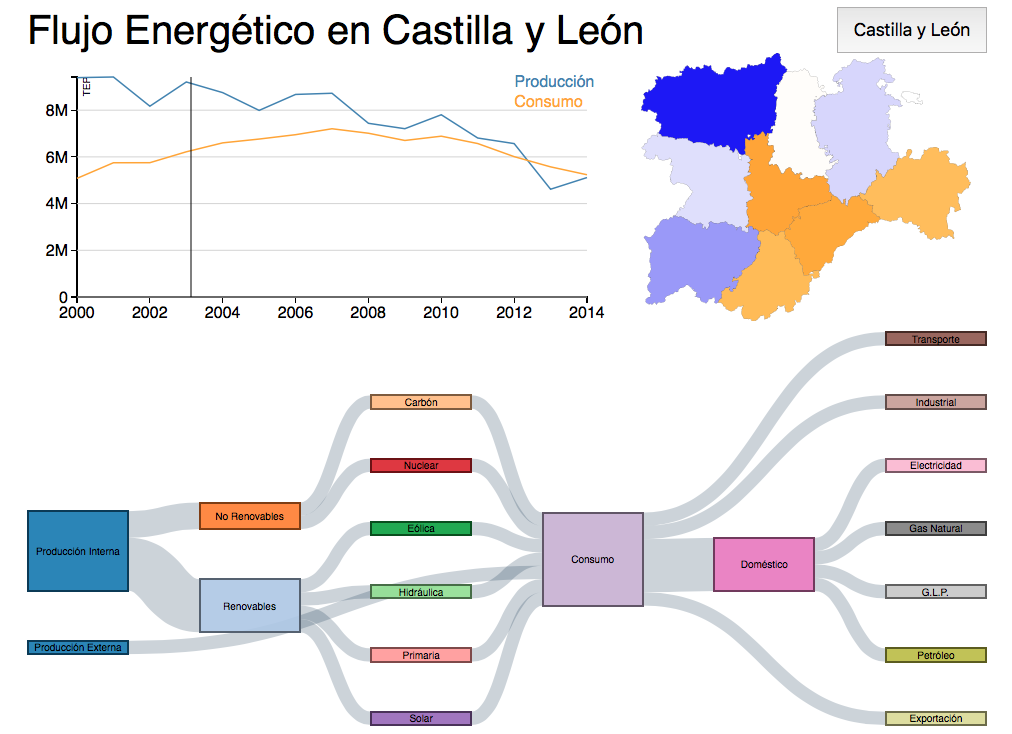 Flujo Energético en Castilla y León
Castilla y León
TEP
Producción
Consumo
8M
6M
4M
2M
0
2000 2002 2004 2006 2008 2010 2012 2014
Transporte
Carbón
Industrial
Nuclear
Electricidad
No Renovables
Eólica
Gas Natural
Producción Interna
Consumo
Doméstico
Hidráulica
G.L.P.
Renovables
Producción Externa
Primaria
Petróleo
Solar
Exportación